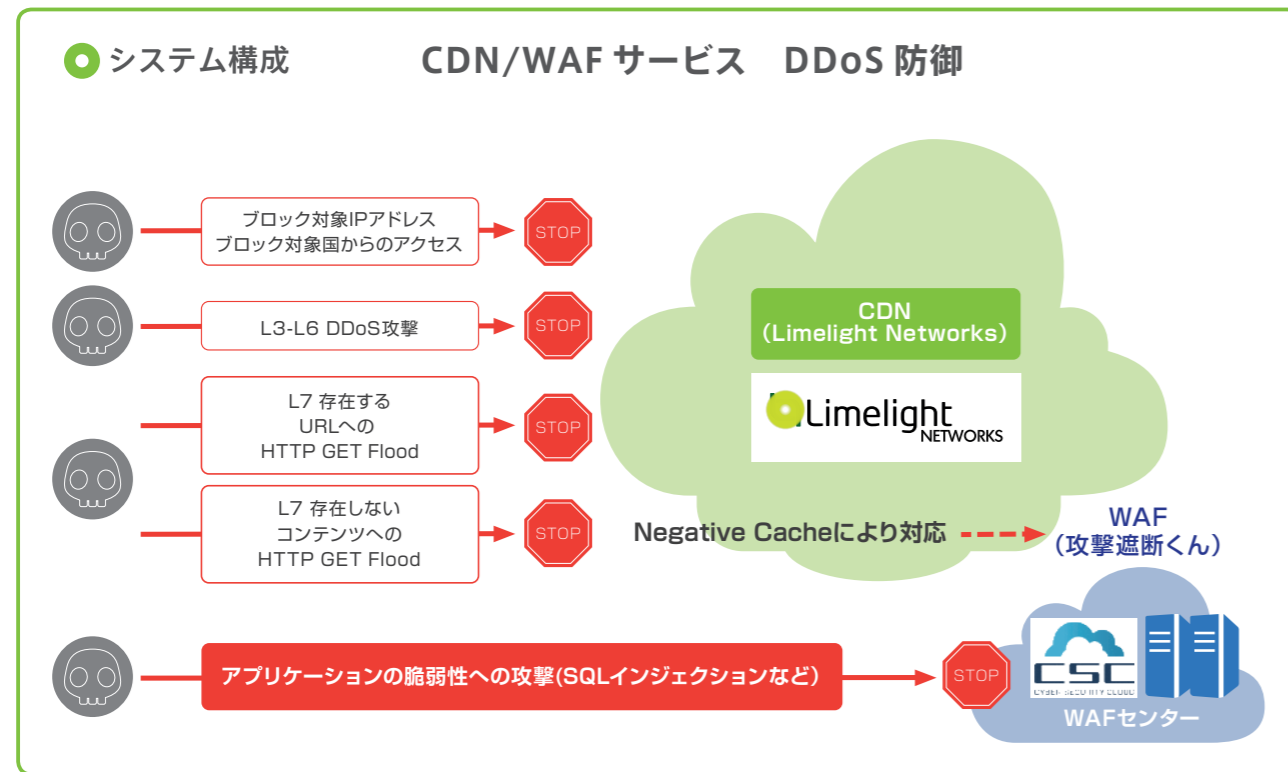 システム構成
CDN/WAF サービス　DDoS 防御
ブロック対象IPアドレス
ブロック対象国からのアクセス
STOP
L3-L6 DDoS攻撃
STOP
L7 存在する
URLへの
HTTP GET Flood
STOP
L7 存在しない
コンテンツへの
HTTP GET Flood
STOP
CDN
（Limelight Networks）
Limelight
NETWORKS
Negative Cacheにより対応
WAF
（攻撃遮断くん）
アプリケーションの脆弱性への攻撃(SQLインジェクションなど）
STOP
CSC
CYBER SECURITY CLOUD
WAFセンター